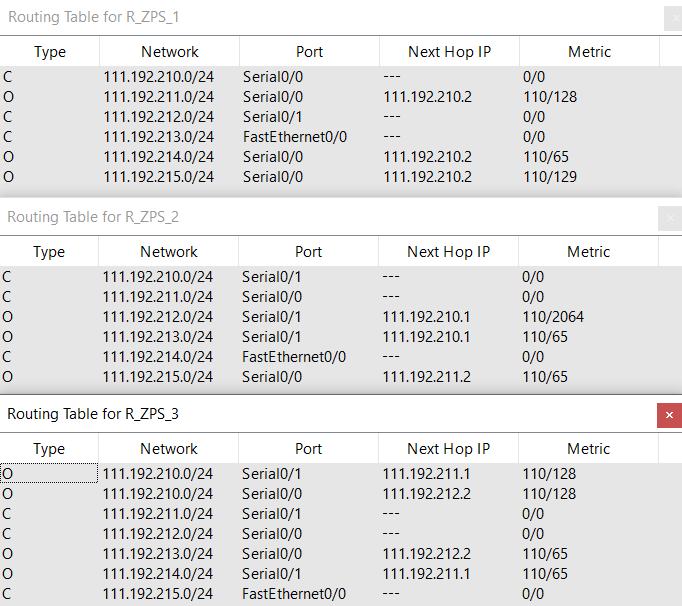 Routing Table for R_ZPS_1
Type Network Port Next Hop IP Metric
C 111.192.210.0/24 Serial0/0 --- 0/0
O 111.192.211.0/24 Serial0/0 111.192.210.2 110/128
C 111.192.212.0/24 Serial0/1 --- 0/0
C 111.192.213.0/24 FastEthernet0/0 --- 0/0
O 111.192.214.0/24 Serial0/0 111.192.210.2 110/65
O 111.192.215.0/24 Serial0/0 111.192.210.2 110/129
Routing Table for R_ZPS_2
Type Network Port Next Hop IP Metric
C 111.192.210.0/24 Serial0/1 --- 0/0
C 111.192.211.0/24 Serial0/0 --- 0/0
O 111.192.212.0/24 Serial0/1 111.192.210.1 110/2064
O 111.192.213.0/24 Serial0/1 111.192.210.1 110/65
C 111.192.214.0/24 FastEthernet0/0 --- 0/0
O 111.192.215.0/24 Serial0/0 111.192.211.2 110/65
Routing Table for R_ZPS_3
Type Network Port Next Hop IP Metric
O 111.192.210.0/24 Serial0/1 111.192.211.1 110/128
O 111.192.210.0/24 Serial0/0 111.192.212.2 110/128
C 111.192.211.0/24 Serial0/1 --- 0/0
C 111.192.212.0/24 Serial0/0 --- 0/0
O 111.192.213.0/24 Serial0/0 111.192.212.2 110/65
O 111.192.214.0/24 Serial0/1 111.192.211.1 110/65
C 111.192.215.0/24 FastEthernet0/0 --- 0/0